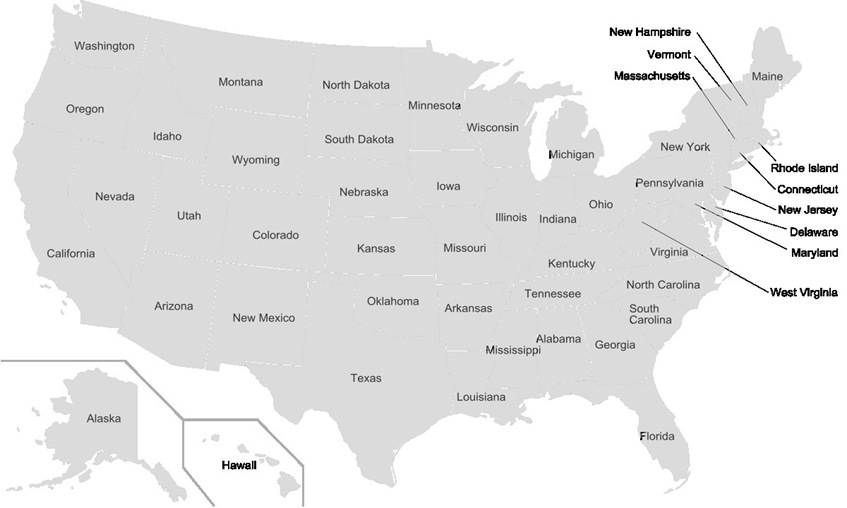 New Hampshire
Washington
Vermont
Massachusetts
Maine
Montana
North Dakota
Oregon
Minnesota
Wisconsin
Idaho
South Dakota
New York
Michigan
Wyoming
Rhode Island
Pennsylvania
Iowa
Connecticut
Nebraska
Nevada
Ohio
New Jersey
Utah
Illinois
Indiana
Colorado
Delaware
Kansas
Missouri
California
Virginia
Maryland
Kentucky
North Carolina
West Virginia
Tennessee
Oklahoma
Arizona
Arkansas
South
Carolina
New Mexico
Alabama
Georgia
Mississippi
Texas
Louisiana
Alaska
Florida
Hawaii